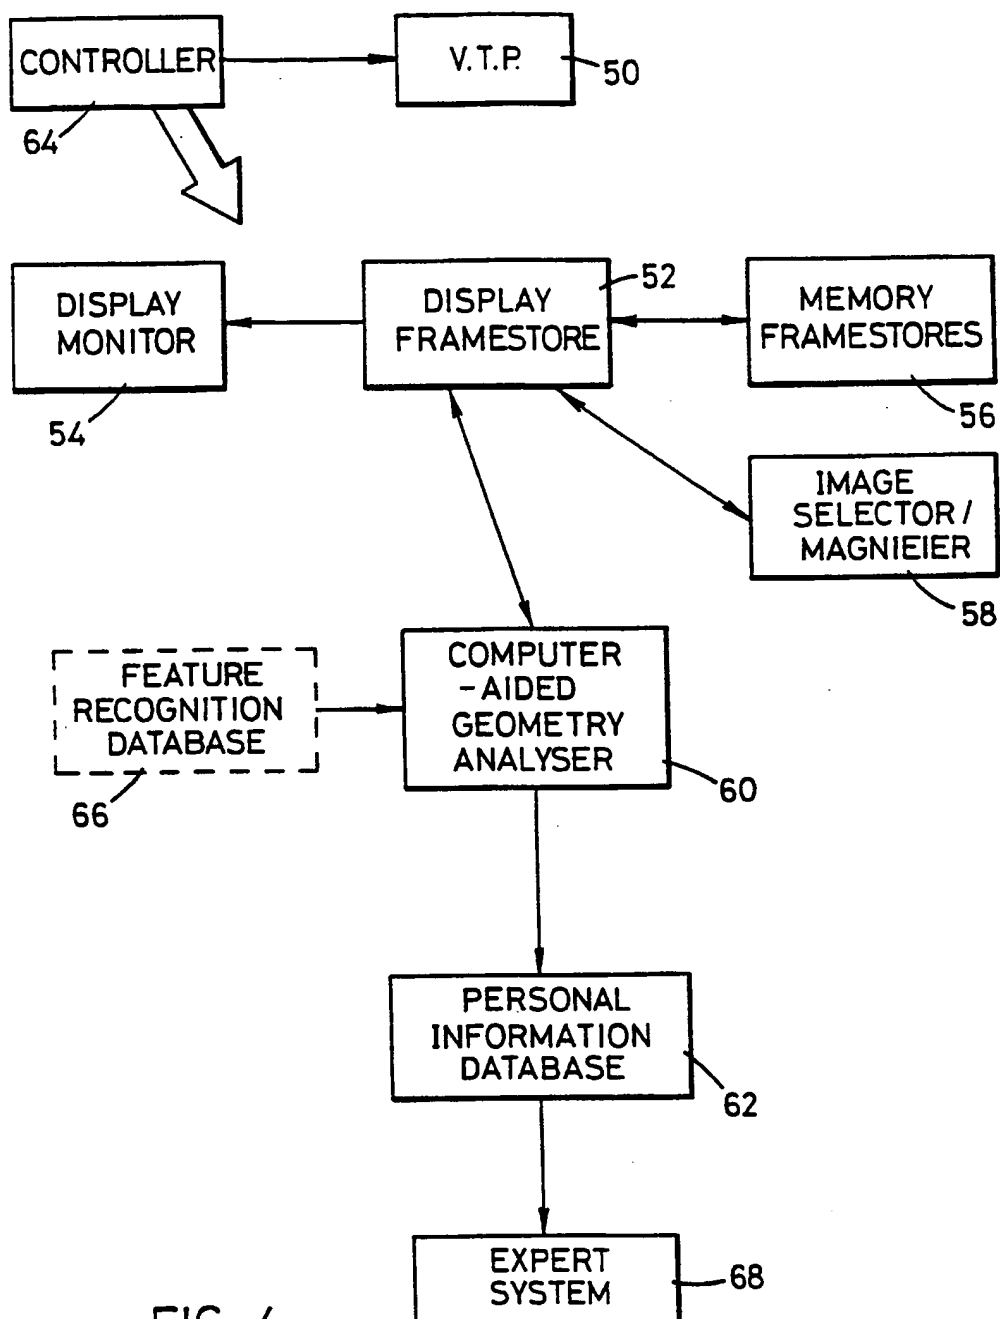 CONTROLLER
V.T.P.
50
64
52
DISPLAY
MONITOR
DISPLAY
FRAMESTORE
MEMORY
FRAMESTORES
54
56
IMAGE
SELECTOR/
MAGNIEIER
58
FEATURE
RECOGNITION
DATABASE
COMPUTER
-AIDED
GEOMETRY
ANALYSER
66
60
PERSONAL
INFORMATION
DATABASE
62
EXPERT
SYSTEM
68